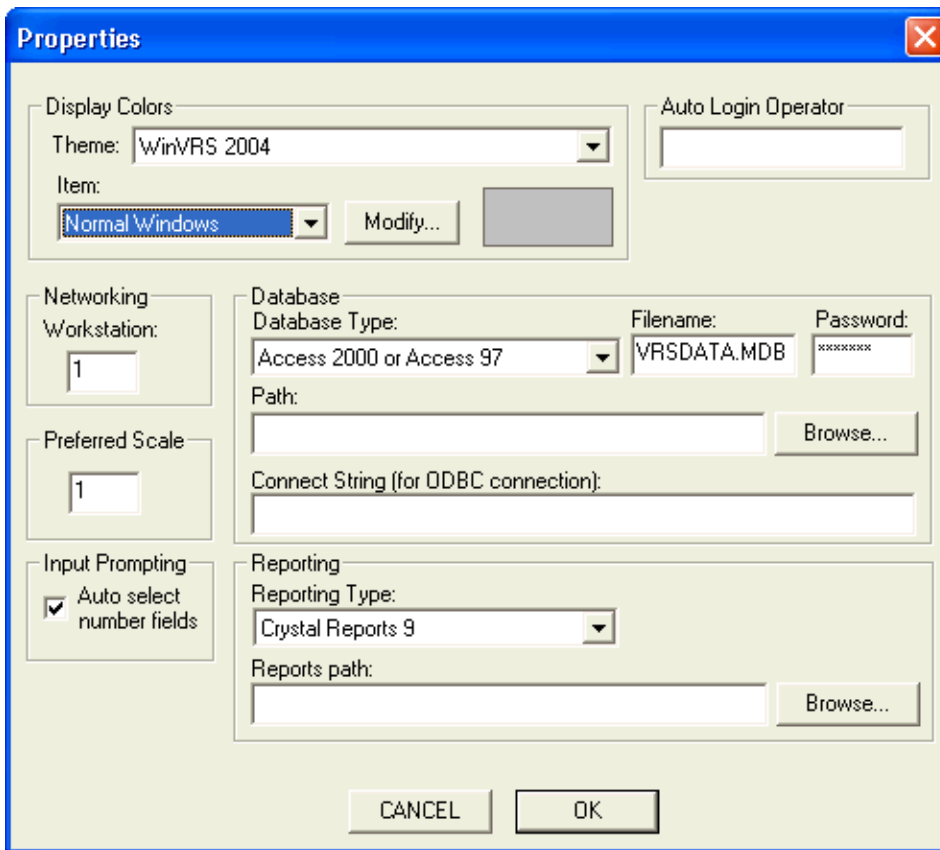 Properties
Display Colors
Theme: WinVRS 2004
Item:
Normal Windows Modify...
Auto Login Operator
Networking
Workstation:
1
Preferred Scale
1
Input Prompting
Auto select
number fields
Database
Database Type: Filename: Password:
Access 2000 or Access 97 VRSDATA.MDB *******
Path:
Browse...
Connect String (for ODBC connection):
Reporting
Reporting Type:
Crystal Reports 9
Reports path:
Browse...
CANCEL OK